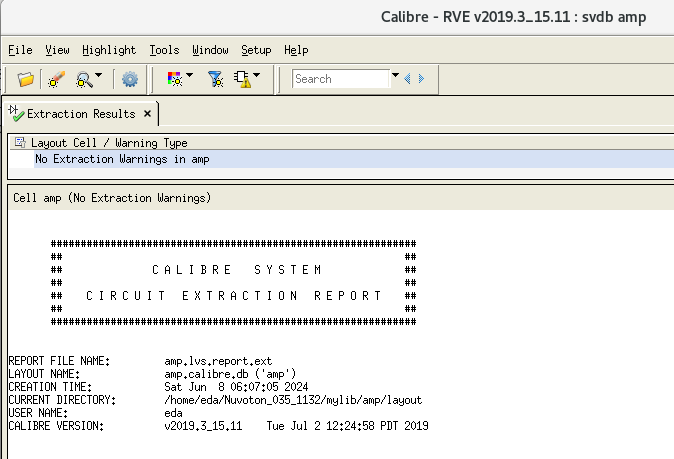 Calibre - RVE v2019.3_15.11 : svdb amp
File View Highlight Tools Window Setup Help
Search
Extraction Results ×
Layout Cell / Warning Type
No Extraction Warnings in amp
Cell amp (No Extraction Warnings)
#############################################################
## ##
## C A L I B R E S Y S T E M ##
## ##
## C I R C U I T E X T R A C T I O N R E P O R T ##
## ##
#############################################################
REPORT FILE NAME: amp.lvs.report.ext
LAYOUT NAME: amp.calibre.db ('amp')
CREATION TIME: Sat Jun 8 06:07:05 2024
CURRENT DIRECTORY: /home/eda/Nuvoton_035_1132/mylib/amp/layout
USER NAME: eda
CALIBRE VERSION: v2019.3_15.11 Tue Jul 2 12:24:58 PDT 2019